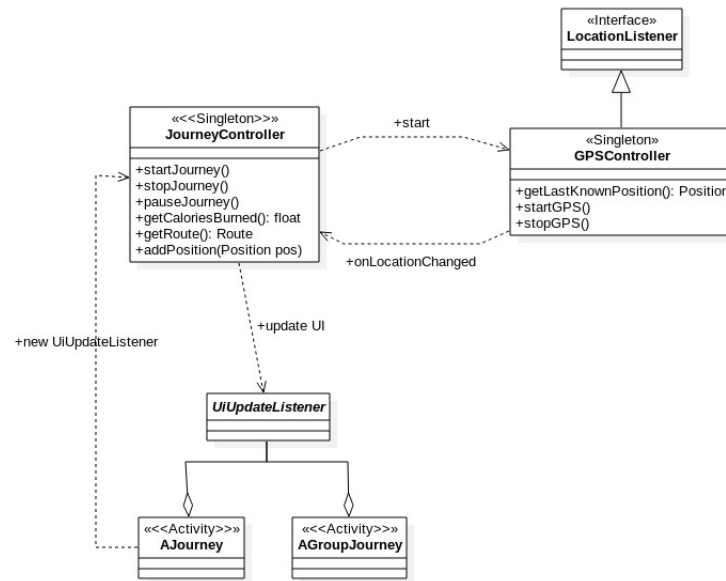 «Interface»
LocationListener
«<<Singleton>>»
JourneyController
+startJourney()
+stopJourney()
+pauseJourney()
+getCaloriesBurned(): float
+getRoute(): Route
+addPosition(Position pos)
+start
«Singleton»
GPSController
+getLastKnownPosition(): Position
+startGPS()
+stopGPS()
+onLocationChanged
+update UI
+new UiUpdateListener
UiUpdateListener
«<<Activity>>»
AJourney
«<<Activity>>»
AGroupJourney